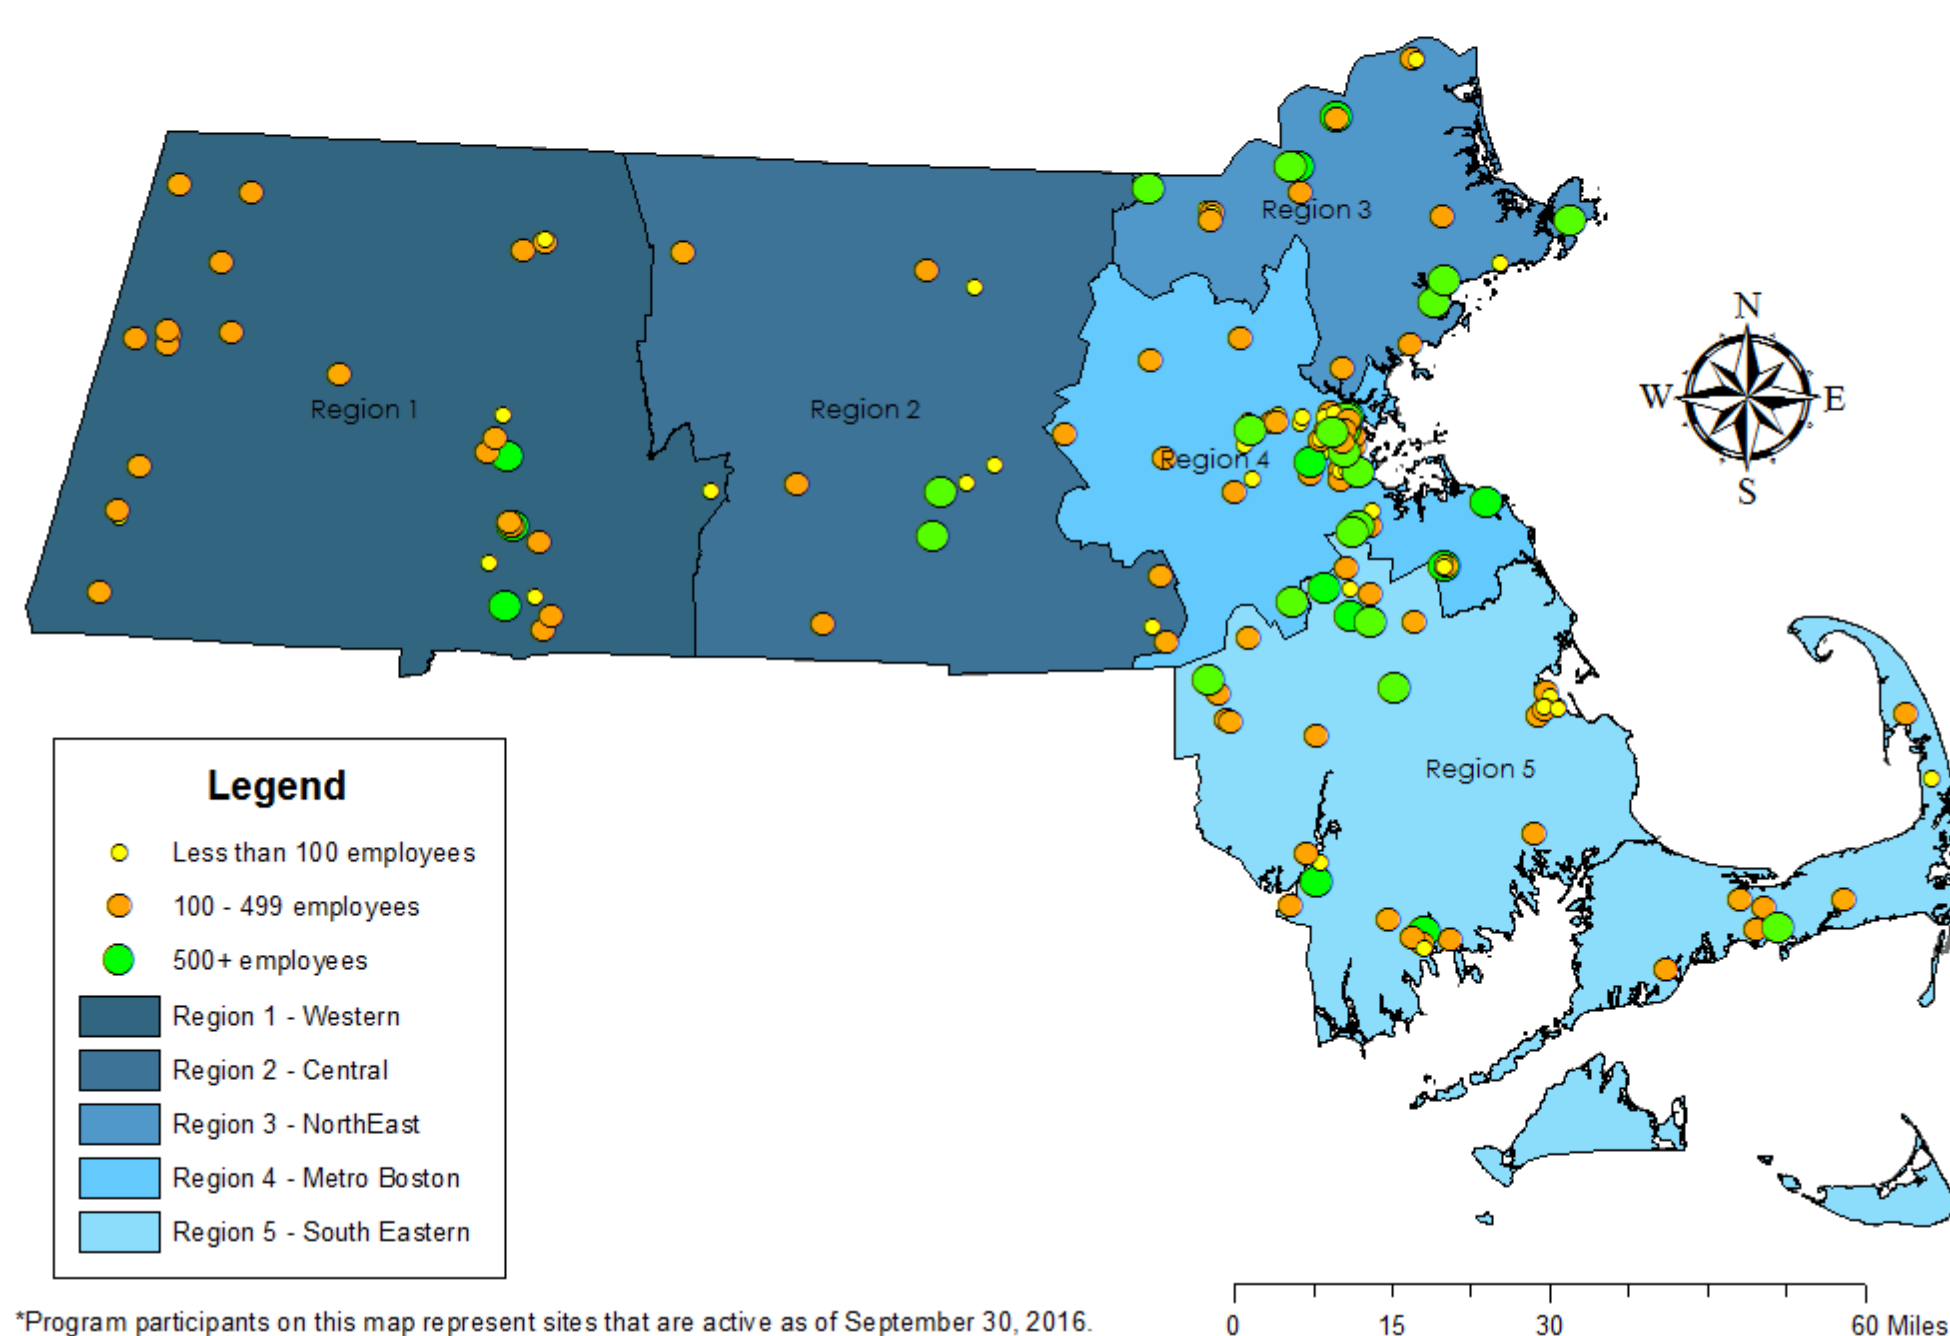 Region 3
N
W
E
S
Region 1
Region 2
Region 4
Region 5
Legend
Less than 100 employees
100 - 499 employees
500+ employees
Region 1 - Western
Region 2 - Central
Region 3 - NorthEast
Region 4 - Metro Boston
Region 5 - South Eastern
*Program participants on this map represent sites that are active as of September 30, 2016.
0 15 30 60 Miles